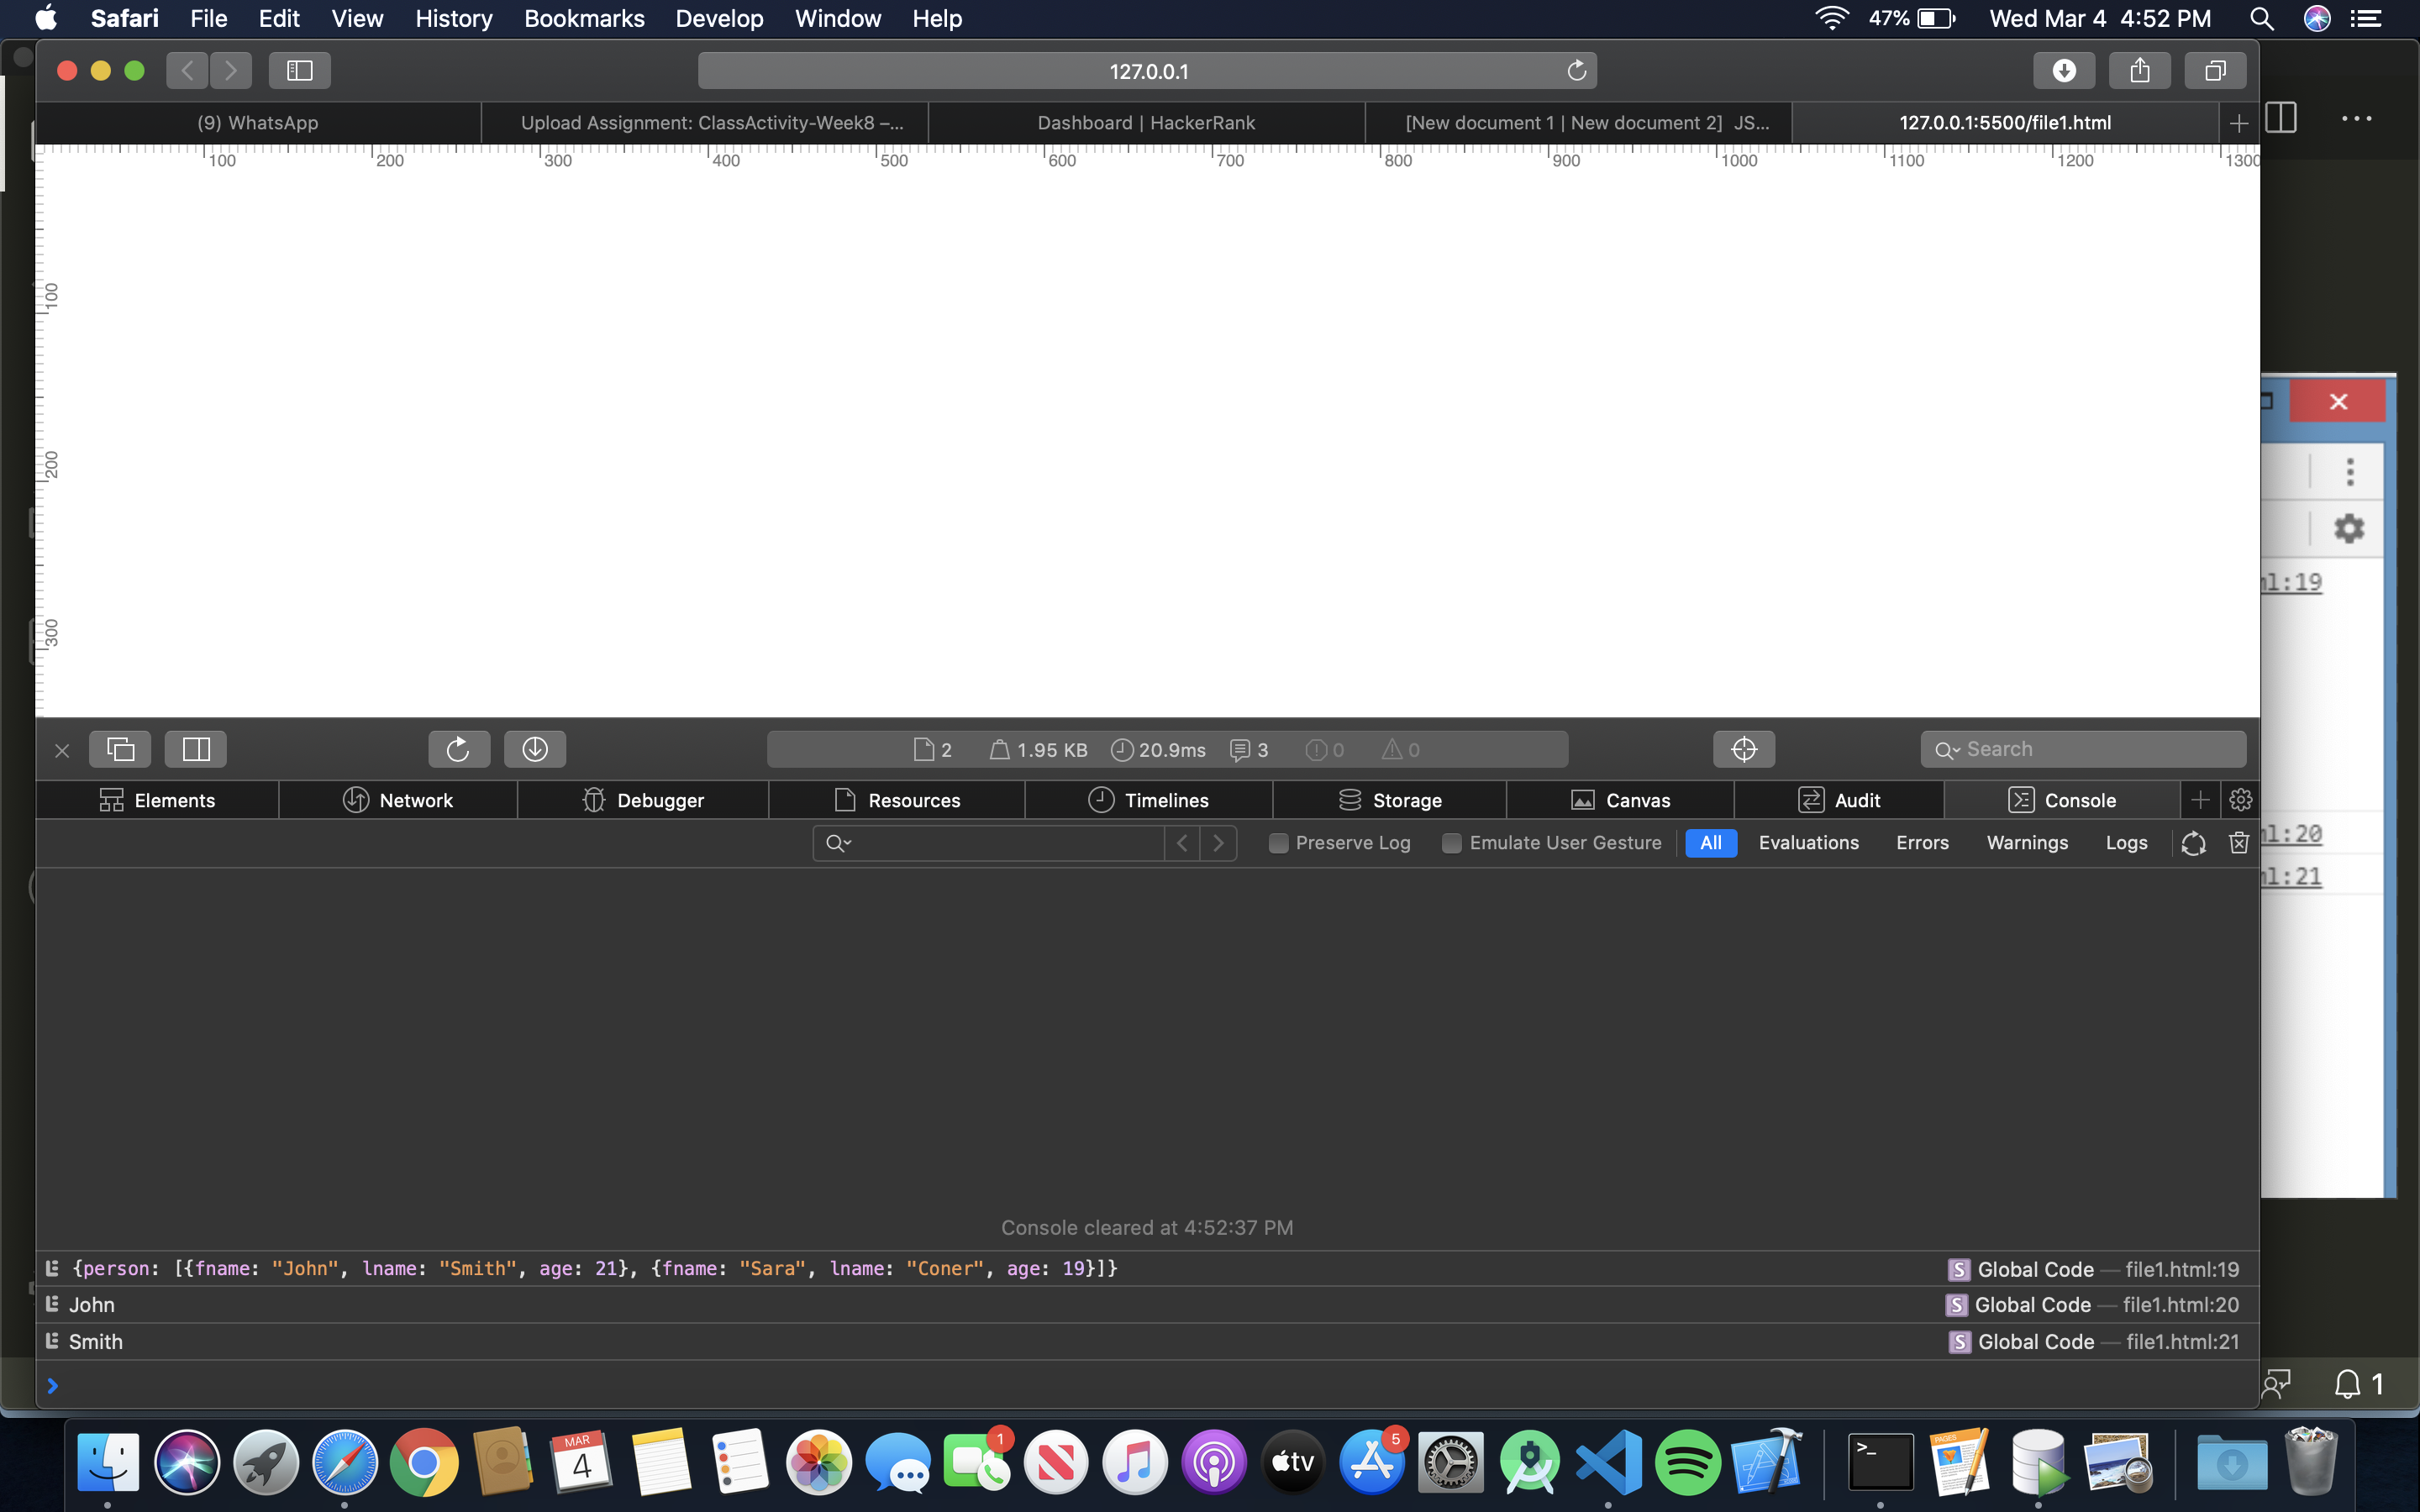 Safari File Edit View History Bookmarks Develop Window Help 47% Wed Mar 4 4:52 PM
127.0.0.1
(9) WhatsApp Upload Assignment: ClassActivity-Week8 –... Dashboard | HackerRank [New document 1 | New document 2] JS... 127.0.0.1:5500/file1.html
100 200 300 400 500 600 700 800 900 1000 1100 1200 1300
100
200
300
ml:19
ml:20
ml:21
2 1.95 KB 20.9ms 3 0 0 Search
Elements Network Debugger Resources Timelines Storage Canvas Audit Console
Preserve Log Emulate User Gesture All Evaluations Errors Warnings Logs
Console cleared at 4:52:37 PM
{person: [{fname: "John", lname: "Smith", age: 21}, {fname: "Sara", lname: "Coner", age: 19}]} S Global Code — file1.html:19
John S Global Code — file1.html:20
Smith S Global Code — file1.html:21
1
MAR
4
1
tv
5
>_
PAGES